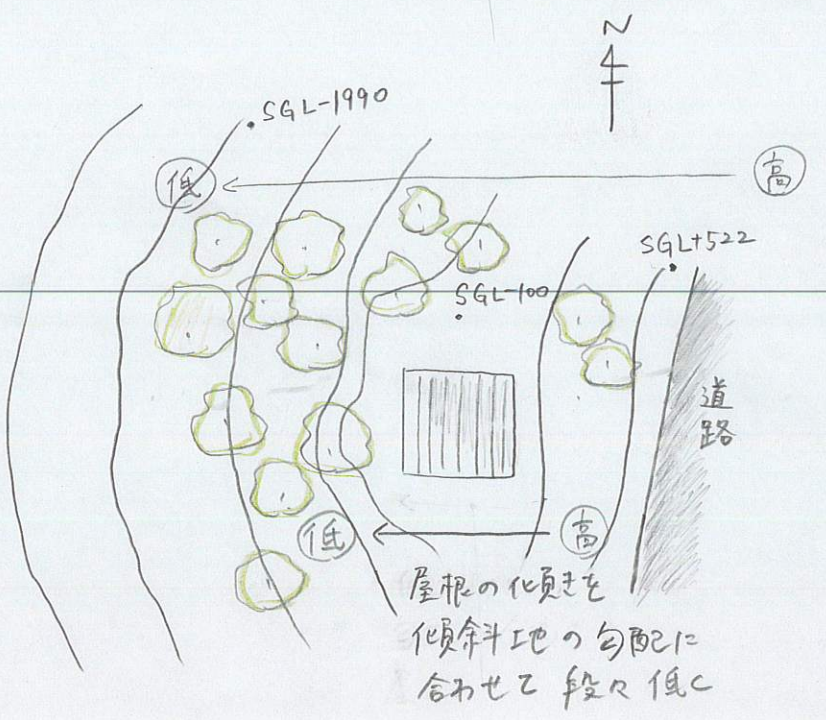 N
SGL-1990
低
高
SGL+522
SGL-100
道路
低
高
屋根の傾きを
傾斜地の勾配に
合わせて段々低く